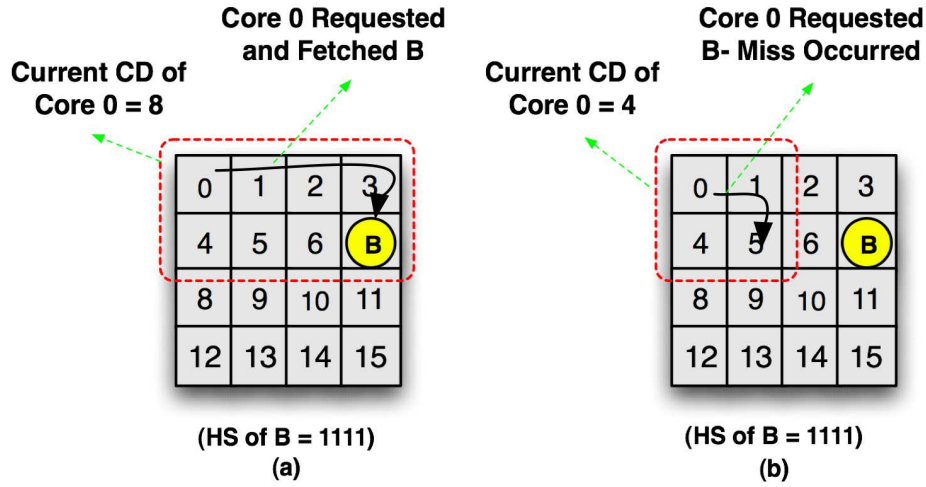 Core 0 Requested
and Fetched B
Current CD of
Core 0 = 8
0 1 2 3
4 5 6 B
8 9 10 11
12 13 14 15
(HS of B = 1111)
(a)
Core 0 Requested
B- Miss Occurred
Current CD of
Core 0 = 4
0 1 2 3
4 5 6 B
8 9 10 11
12 13 14 15
(HS of B = 1111)
(b)